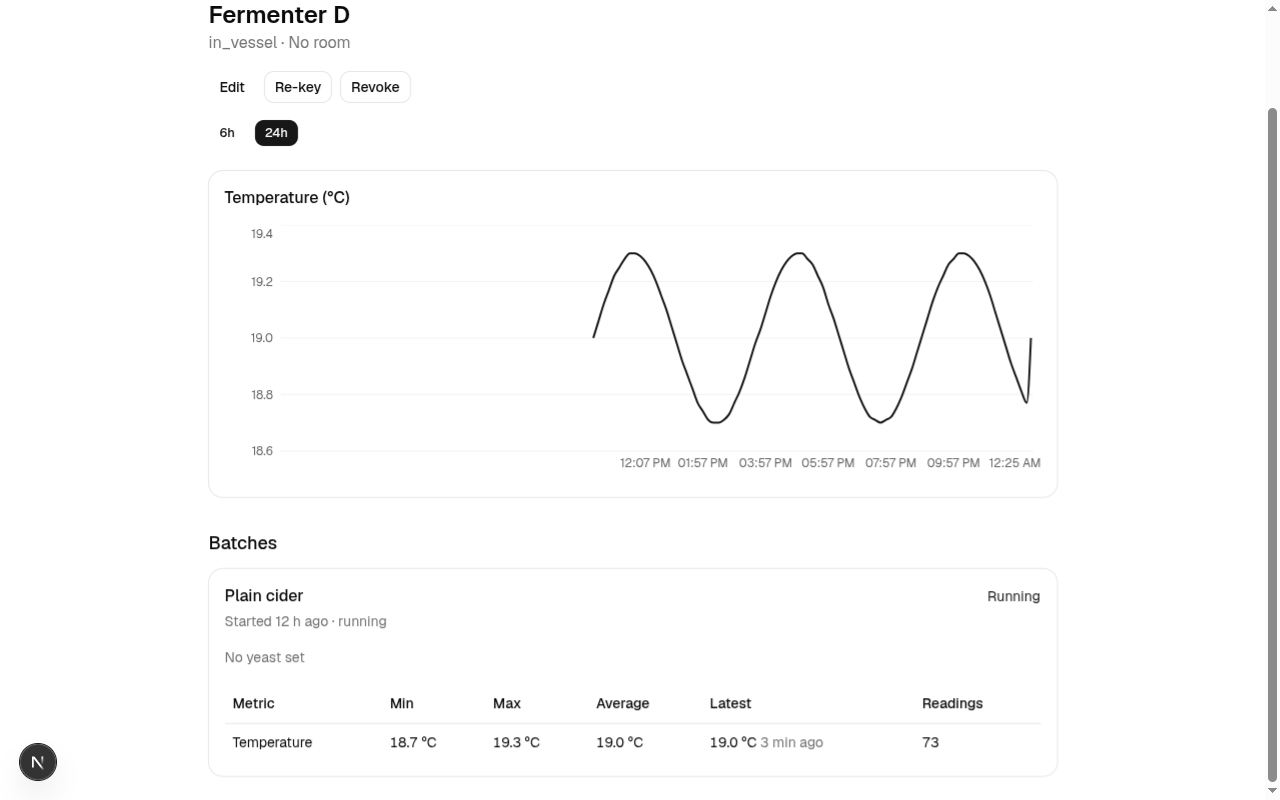 Fermenter D
in_vessel · No room
Edit Re-key Revoke
6h 24h
Temperature (°C)
19.4
19.2
19.0
18.8
18.6
12:07 PM 01:57 PM 03:57 PM 05:57 PM 07:57 PM 09:57 PM 12:25 AM
Batches
Plain cider Running
Started 12 h ago · running
No yeast set
Metric Min Max Average Latest Readings
Temperature 18.7 °C 19.3 °C 19.0 °C 19.0 °C 3 min ago 73
N